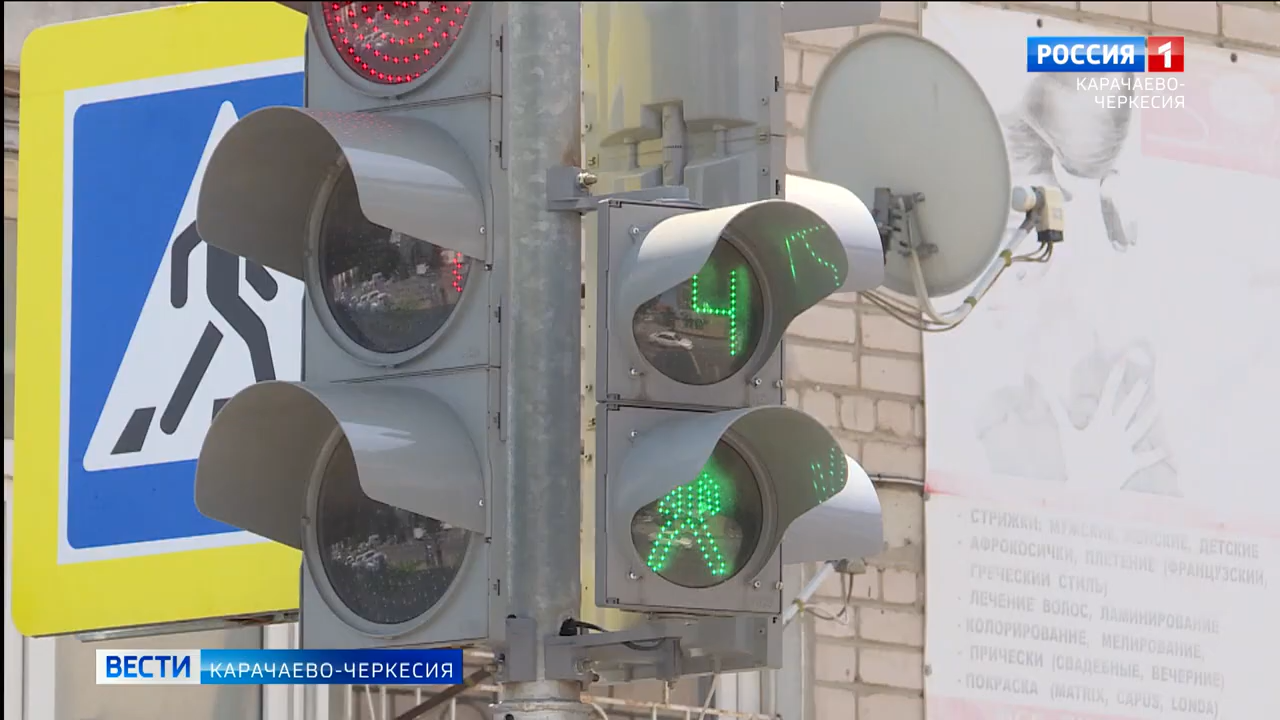 РОССИЯ 1
КАРАЧАЕВО-
ЧЕРКЕСИЯ
4
- СТРИЖКИ: МУЖСКИЕ, ЖЕНСКИЕ, ДЕТСКИЕ
- АФРОКОСИЧКИ, ПЛЕТЕНИЕ (ФРАНЦУЗСКИЙ,
ГРЕЧЕСКИЙ СТИЛЬ)
- ЛЕЧЕНИЕ ВОЛОС, ЛАМИНИРОВАНИЕ
- КОЛОРИРОВАНИЕ, МЕЛИРОВАНИЕ,
- ПРИЧЕСКИ (СВАДЕБНЫЕ, ВЕЧЕРНИЕ)
- ПОКРАСКА (MATRIX, CAPUS, LONDA)
ВЕСТИ КАРАЧАЕВО-ЧЕРКЕСИЯ